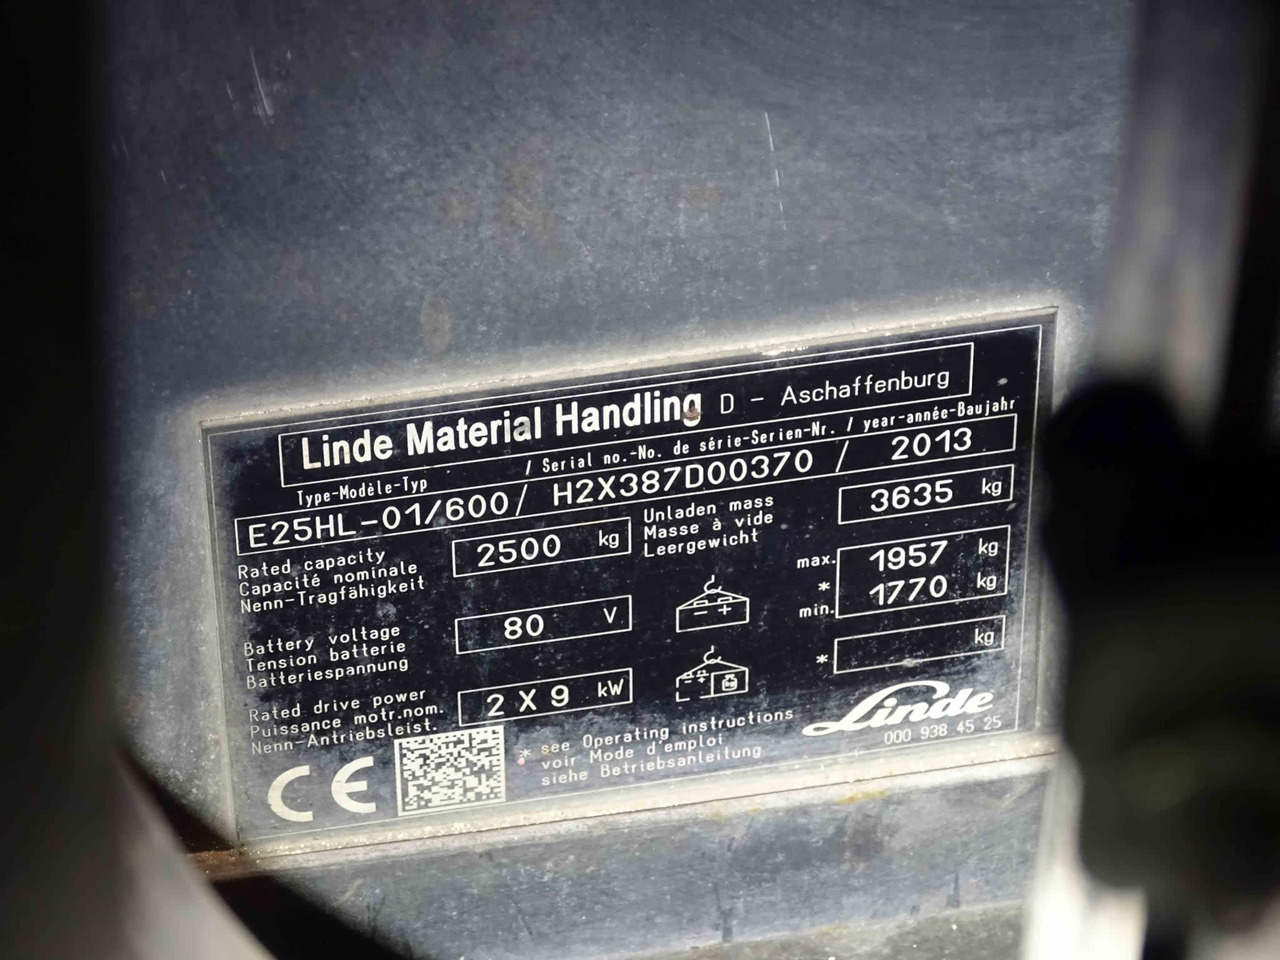 Linde Material Handling D - Aschaffenburg
Type-Modèle-Typ / Serial no.-No. de série-Serien-Nr. / year-année-Baujahr
E25HL-01/600 / H2X387D00370 / 2013
Rated capacity
Capacité nominale
Nenn-Tragfähigkeit
2500 kg
Unladen mass
Masse à vide
Leergewicht
3635 kg
Battery voltage
Tension batterie
Batteriespannung
80 V
max. 1957 kg
*
min. 1770 kg
Rated drive power
Puissance motr.nom.
Nenn-Antriebsleist.
2 X 9 kW
* kg
CE
* see Operating instructions
voir Mode d'emploi
siehe Betriebsanleitung
Linde
000 938 45 25